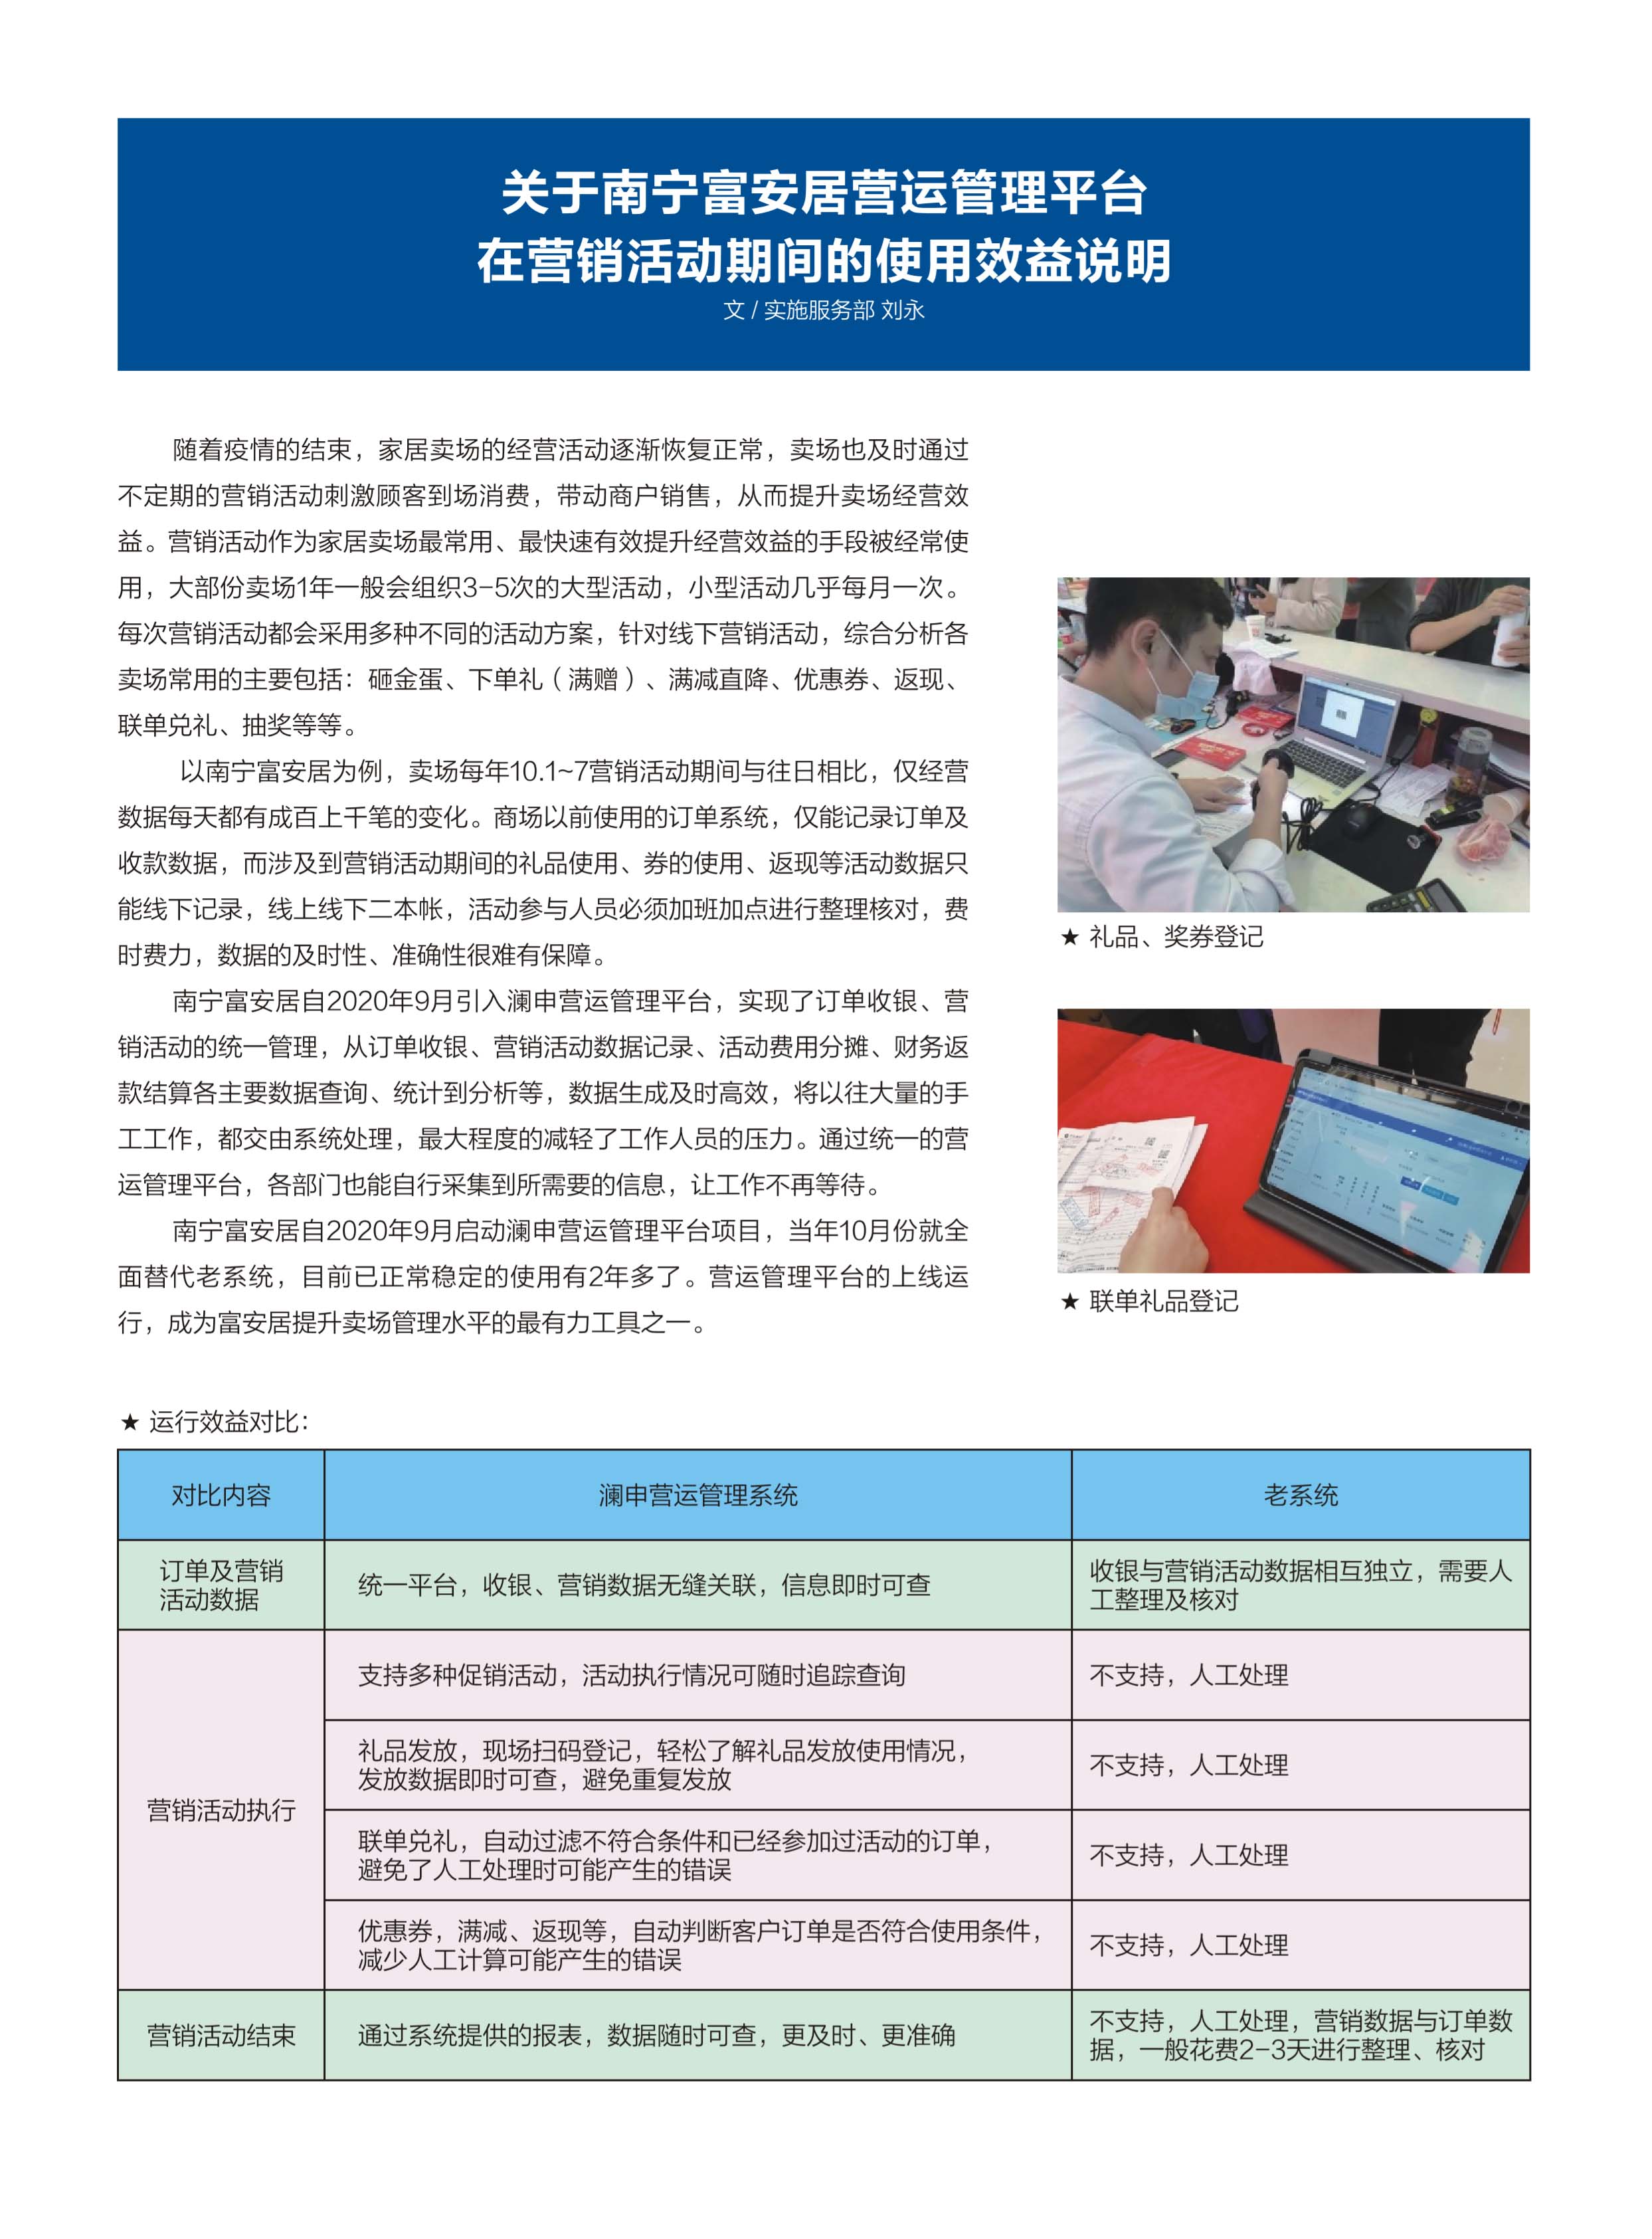 关于南宁富安居营运管理平台
在营销活动期间的使用效益说明
文 / 实施服务部 刘永
随着疫情的结束，家居卖场的经营活动逐渐恢复正常，卖场也及时通过
不定期的营销活动刺激顾客到场消费，带动商户销售，从而提升卖场经营效
益。营销活动作为家居卖场最常用、最快速有效提升经营效益的手段被经常使
用，大部份卖场1年一般会组织3-5次的大型活动，小型活动几乎每月一次。
每次营销活动都会采用多种不同的活动方案，针对线下营销活动，综合分析各
卖场常用的主要包括：砸金蛋、下单礼（满赠）、满减直降、优惠券、返现、
联单兑礼、抽奖等等。
以南宁富安居为例，卖场每年10.1~7营销活动期间与往日相比，仅经营
数据每天都有成百上千笔的变化。商场以前使用的订单系统，仅能记录订单及
收款数据，而涉及到营销活动期间的礼品使用、券的使用、返现等活动数据只
能线下记录，线上线下二本帐，活动参与人员必须加班加点进行整理核对，费
时费力，数据的及时性、准确性很难有保障。
南宁富安居自2020年9月引入澜申营运管理平台，实现了订单收银、营
销活动的统一管理，从订单收银、营销活动数据记录、活动费用分摊、财务返
款结算各主要数据查询、统计到分析等，数据生成及时高效，将以往大量的手
工工作，都交由系统处理，最大程度的减轻了工作人员的压力。通过统一的营
运管理平台，各部门也能自行采集到所需要的信息，让工作不再等待。
南宁富安居自2020年9月启动澜申营运管理平台项目，当年10月份就全
面替代老系统，目前已正常稳定的使用有2年多了。营运管理平台的上线运
行，成为富安居提升卖场管理水平的最有力工具之一。
★ 礼品、奖券登记
★ 联单礼品登记
★ 运行效益对比：
对比内容
澜申营运管理系统
老系统
订单及营销
活动数据
统一平台，收银、营销数据无缝关联，信息即时可查
收银与营销活动数据相互独立，需要人
工整理及核对
营销活动执行
支持多种促销活动，活动执行情况可随时追踪查询
不支持，人工处理
礼品发放，现场扫码登记，轻松了解礼品发放使用情况，
发放数据即时可查，避免重复发放
不支持，人工处理
联单兑礼，自动过滤不符合条件和已经参加过活动的订单，
避免了人工处理时可能产生的错误
不支持，人工处理
优惠券，满减、返现等，自动判断客户订单是否符合使用条件，
减少人工计算可能产生的错误
不支持，人工处理
营销活动结束
通过系统提供的报表，数据随时可查，更及时、更准确
不支持，人工处理，营销数据与订单数
据，一般花费2-3天进行整理、核对